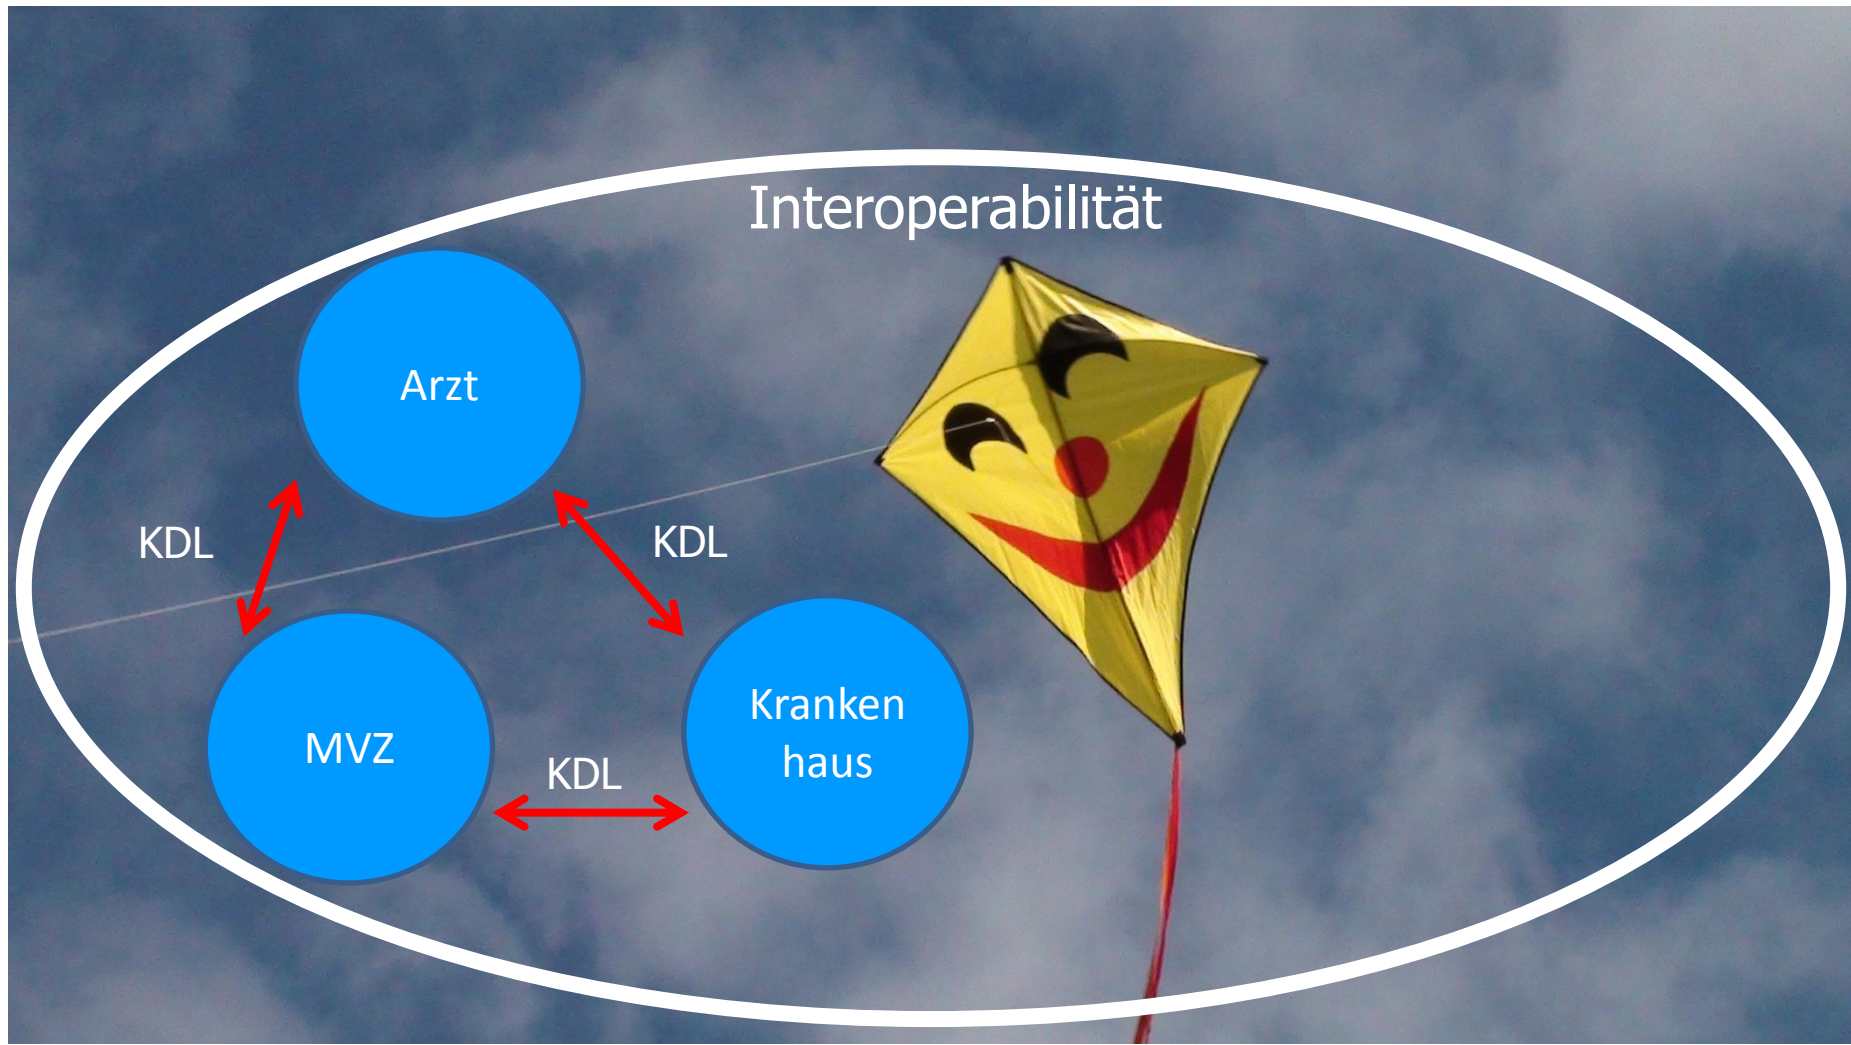 Interoperabilität
Arzt
KDL
KDL
Kranken
haus
MVZ
KDL